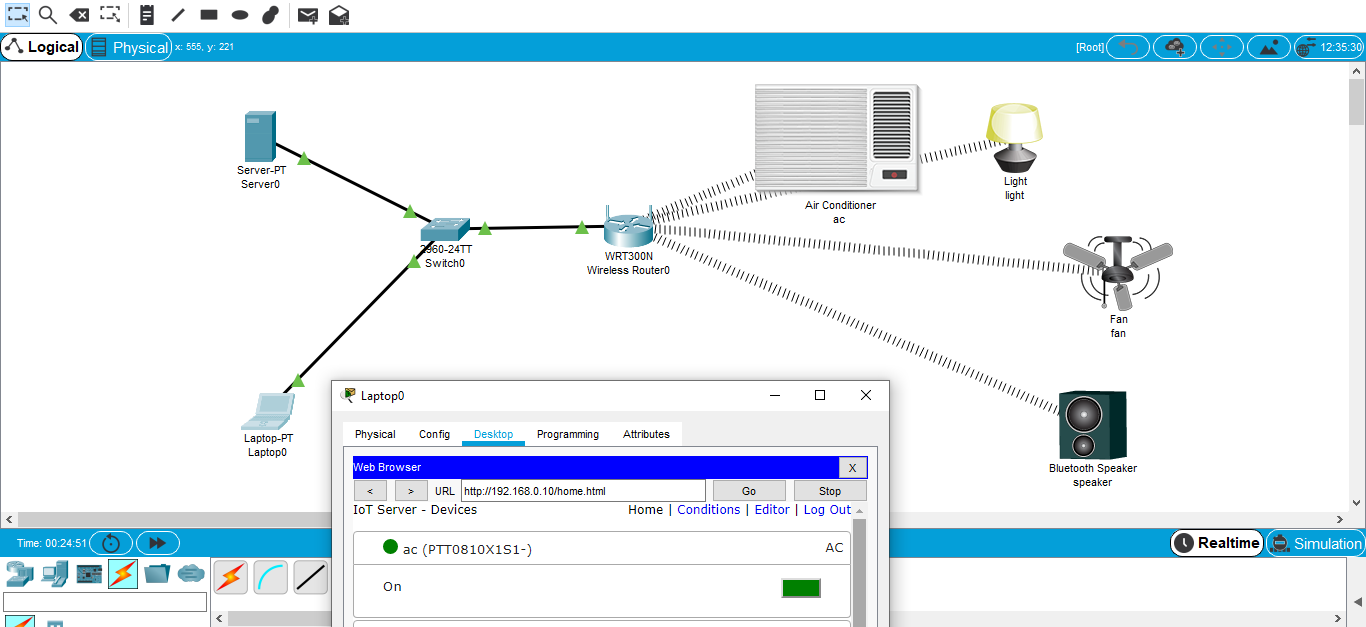 Logical
Physical
x: 555, y: 221
[Root]
12:35:30
Server-PT
Server0
2960-24TT
Switch0
WRT300N
Wireless Router0
Air Conditioner
ac
Light
light
Fan
fan
Bluetooth Speaker
speaker
Laptop-PT
Laptop0
Laptop0
Physical
Config
Desktop
Programming
Attributes
Web Browser
X
<
>
URL
http://192.168.0.10/home.html
Go
Stop
IoT Server - Devices
Home | Conditions | Editor | Log Out
ac (PTT0810X1S1-)
AC
On
Time: 00:24:51
Realtime
Simulation